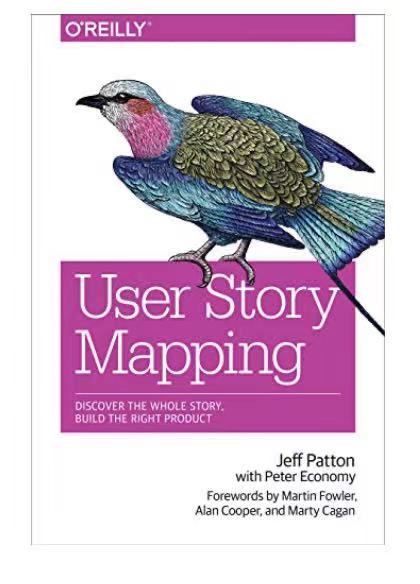 O'REILLY®
User Story
Mapping
DISCOVER THE WHOLE STORY,
BUILD THE RIGHT PRODUCT
Jeff Patton
with Peter Economy
Forewords by Martin Fowler,
Alan Cooper, and Marty Cagan